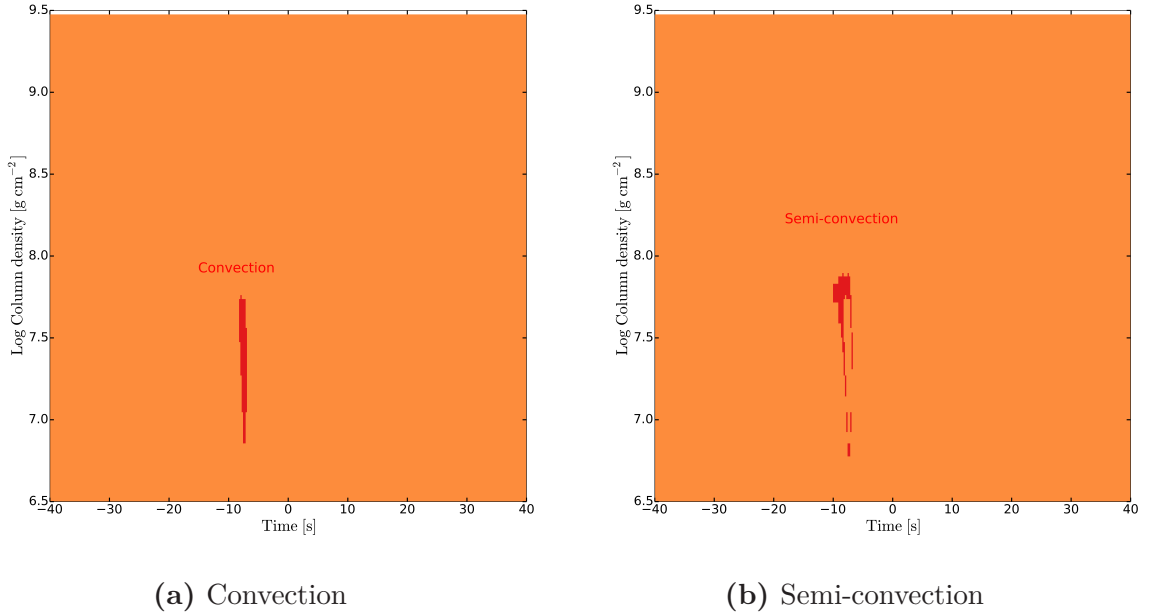 9.5
9.0
8.5
8.0
7.5
7.0
6.5
Log Column density [g cm⁻²]
Convection
−40 −30 −20 −10 0 10 20 30 40
Time [s]
(a) Convection
9.5
9.0
8.5
8.0
7.5
7.0
6.5
Log Column density [g cm⁻²]
Semi-convection
−40 −30 −20 −10 0 10 20 30 40
Time [s]
(b) Semi-convection